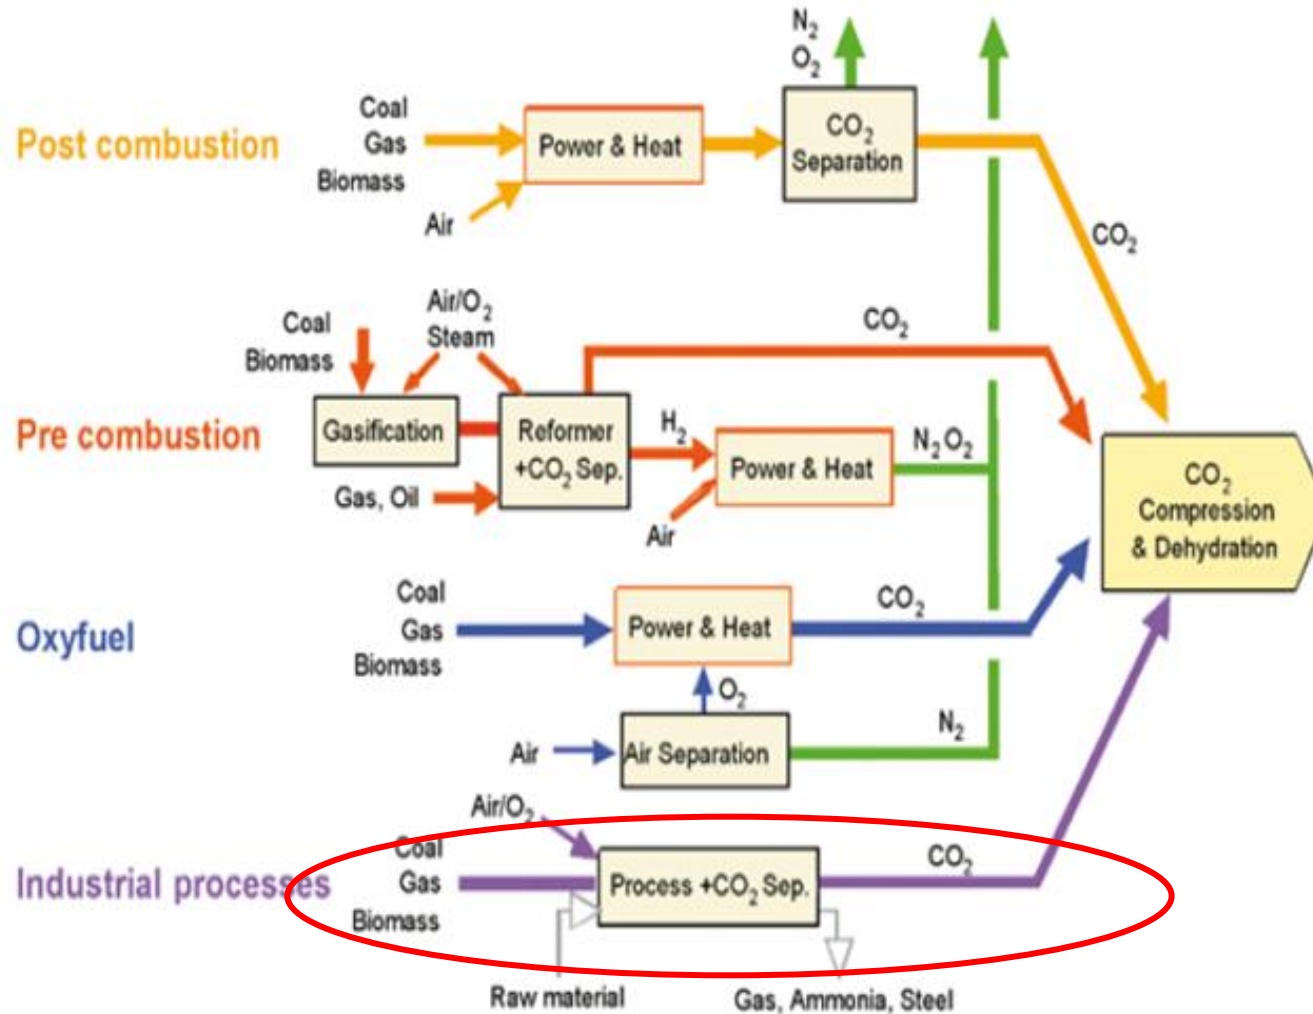 N₂
O₂
Post combustion
Coal
Gas
Biomass
Air
Power & Heat
CO₂
Separation
CO₂
Pre combustion
Coal
Biomass
Air/O₂
Steam
Gasification
Gas, Oil
Reformer
+CO₂ Sep.
H₂
Air
Power & Heat
N₂ O₂
CO₂
CO₂
Compression
& Dehydration
Oxyfuel
Coal
Gas
Biomass
Power & Heat
CO₂
O₂
Air
Air Separation
N₂
Industrial processes
Air/O₂
Coal
Gas
Biomass
Process +CO₂ Sep.
CO₂
Raw material
Gas, Ammonia, Steel